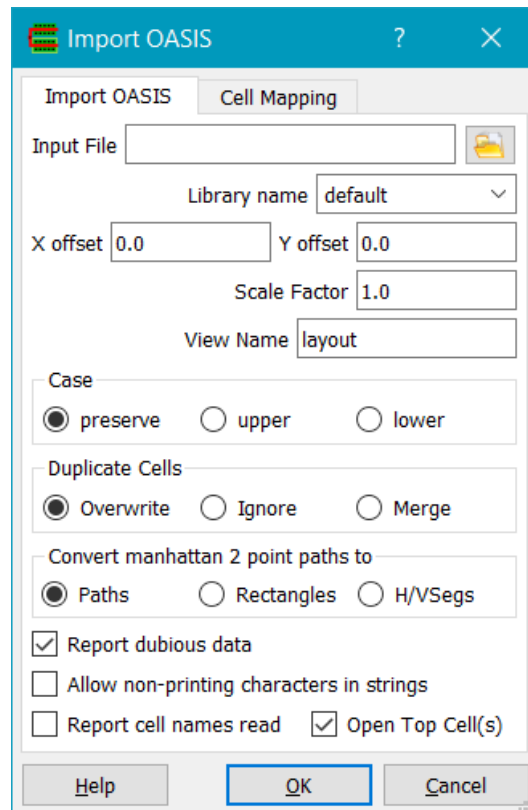 Import OASIS ?
Import OASIS Cell Mapping
Input File
Library name default
X offset 0.0 Y offset 0.0
Scale Factor 1.0
View Name layout
Case
preserve upper lower
Duplicate Cells
Overwrite Ignore Merge
Convert manhattan 2 point paths to
Paths Rectangles H/VSegs
Report dubious data
Allow non-printing characters in strings
Report cell names read Open Top Cell(s)
Help OK Cancel